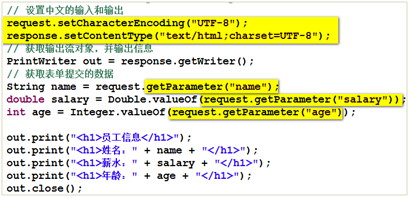 // 设置中文的输入和输出
request.setCharacterEncoding("UTF-8");
response.setContentType("text/html;charset=UTF-8");
// 获取输出流对象，并输出信息
PrintWriter out = response.getWriter();
// 获取表单提交的数据
String name = request.getParameter("name");
double salary = Double.valueOf(request.getParameter("salary"));
int age = Integer.valueOf(request.getParameter("age"));
out.print("<h1>员工信息</h1>");
out.print("<h1>姓名：" + name + "</h1>");
out.print("<h1>薪水：" + salary + "</h1>");
out.print("<h1>年龄：" + age + "</h1>");
out.close();